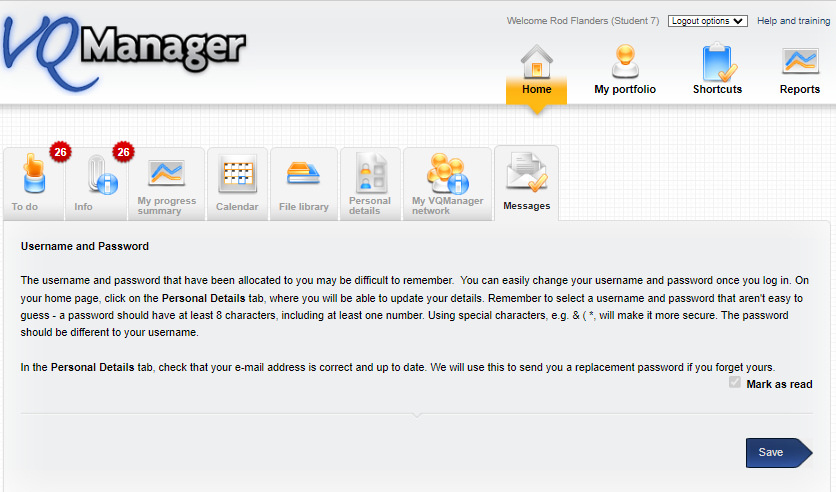 VQManager
Welcome Rod Flanders (Student 7) Logout options Help and training
Home My portfolio Shortcuts Reports
26 26
To do Info My progress summary Calendar File library Personal details My VQManager network Messages
Username and Password
The username and password that have been allocated to you may be difficult to remember. You can easily change your username and password once you log in. On
your home page, click on the Personal Details tab, where you will be able to update your details. Remember to select a username and password that aren't easy to
guess - a password should have at least 8 characters, including at least one number. Using special characters, e.g. & ( *, will make it more secure. The password
should be different to your username.
In the Personal Details tab, check that your e-mail address is correct and up to date. We will use this to send you a replacement password if you forget yours.
Mark as read
Save